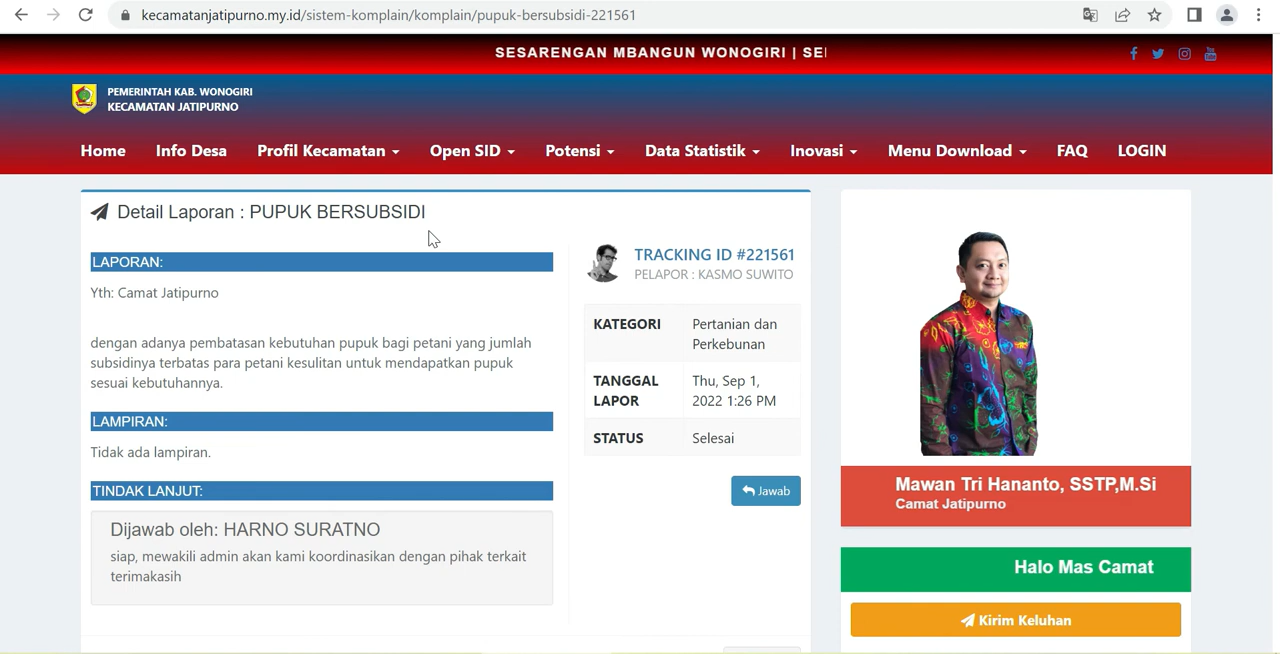 kecamatanjatipurno.my.id/sistem-komplain/komplain/pupuk-bersubsidi-221561
SESARENGAN MBANGUN WONOGIRI |
PEMERINTAH KAB. WONOGIRI
KECAMATAN JATIPURNO
Home Info Desa Profil Kecamatan Open SID Potensi Data Statistik Inovasi Menu Download FAQ LOGIN
Detail Laporan : PUPUK BERSUBSIDI
LAPORAN:
Yth: Camat Jatipurno
dengan adanya pembatasan kebutuhan pupuk bagi petani yang jumlah
subsidinya terbatas para petani kesulitan untuk mendapatkan pupuk
sesuai kebutuhannya.
LAMPIRAN:
Tidak ada lampiran.
TINDAK LANJUT:
Dijawab oleh: HARNO SURATNO
siap, mewakili admin akan kami koordinasikan dengan pihak terkait
terimakasih
TRACKING ID #221561
PELAPOR : KASMO SUWITO
KATEGORI Pertanian dan
Perkebunan
TANGGAL Thu, Sep 1,
LAPOR 2022 1:26 PM
STATUS Selesai
Jawab
Mawan Tri Hananto, SSTP,M.Si
Camat Jatipurno
Halo Mas Camat
Kirim Keluhan